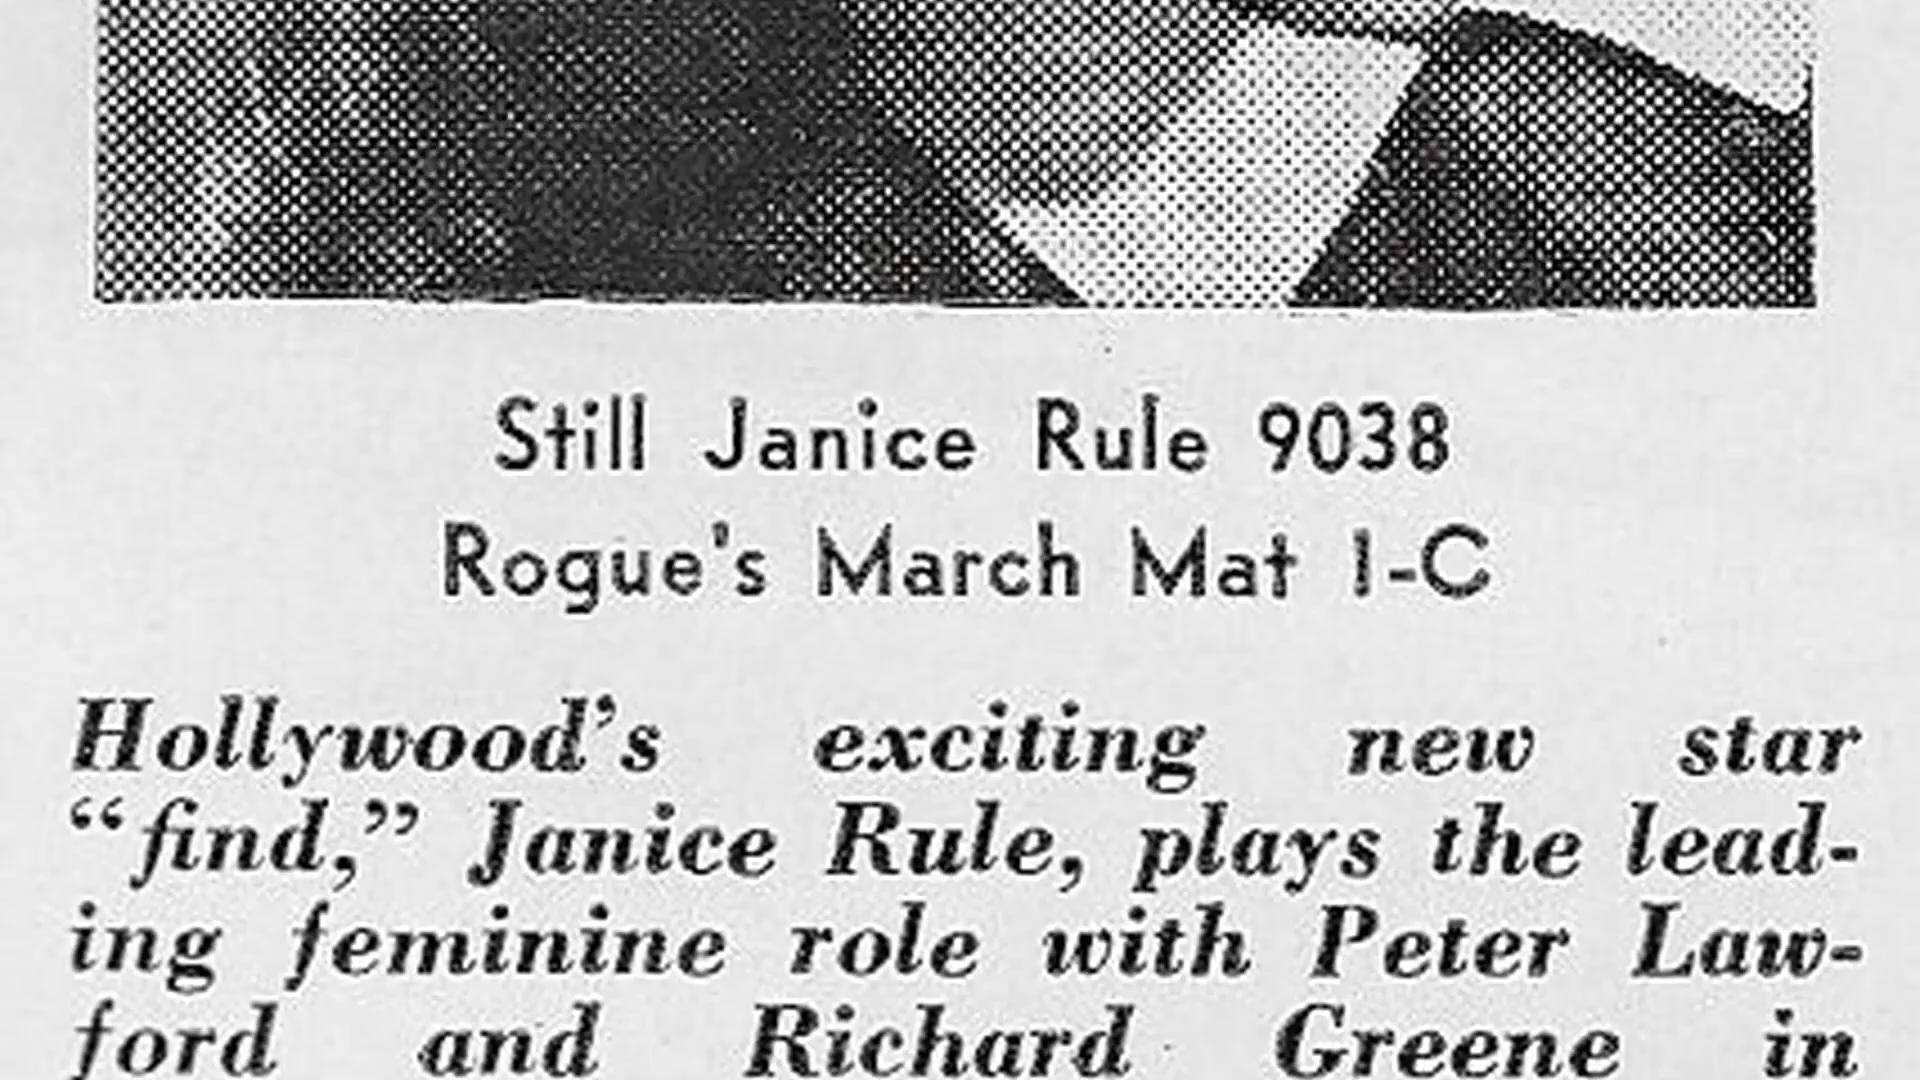 Still Janice Rule 9038
Rogue's March Mat 1-C
Hollywood's exciting new star
“find,” Janice Rule, plays the lead-
ing feminine role with Peter Law-
ford and Richard Greene in